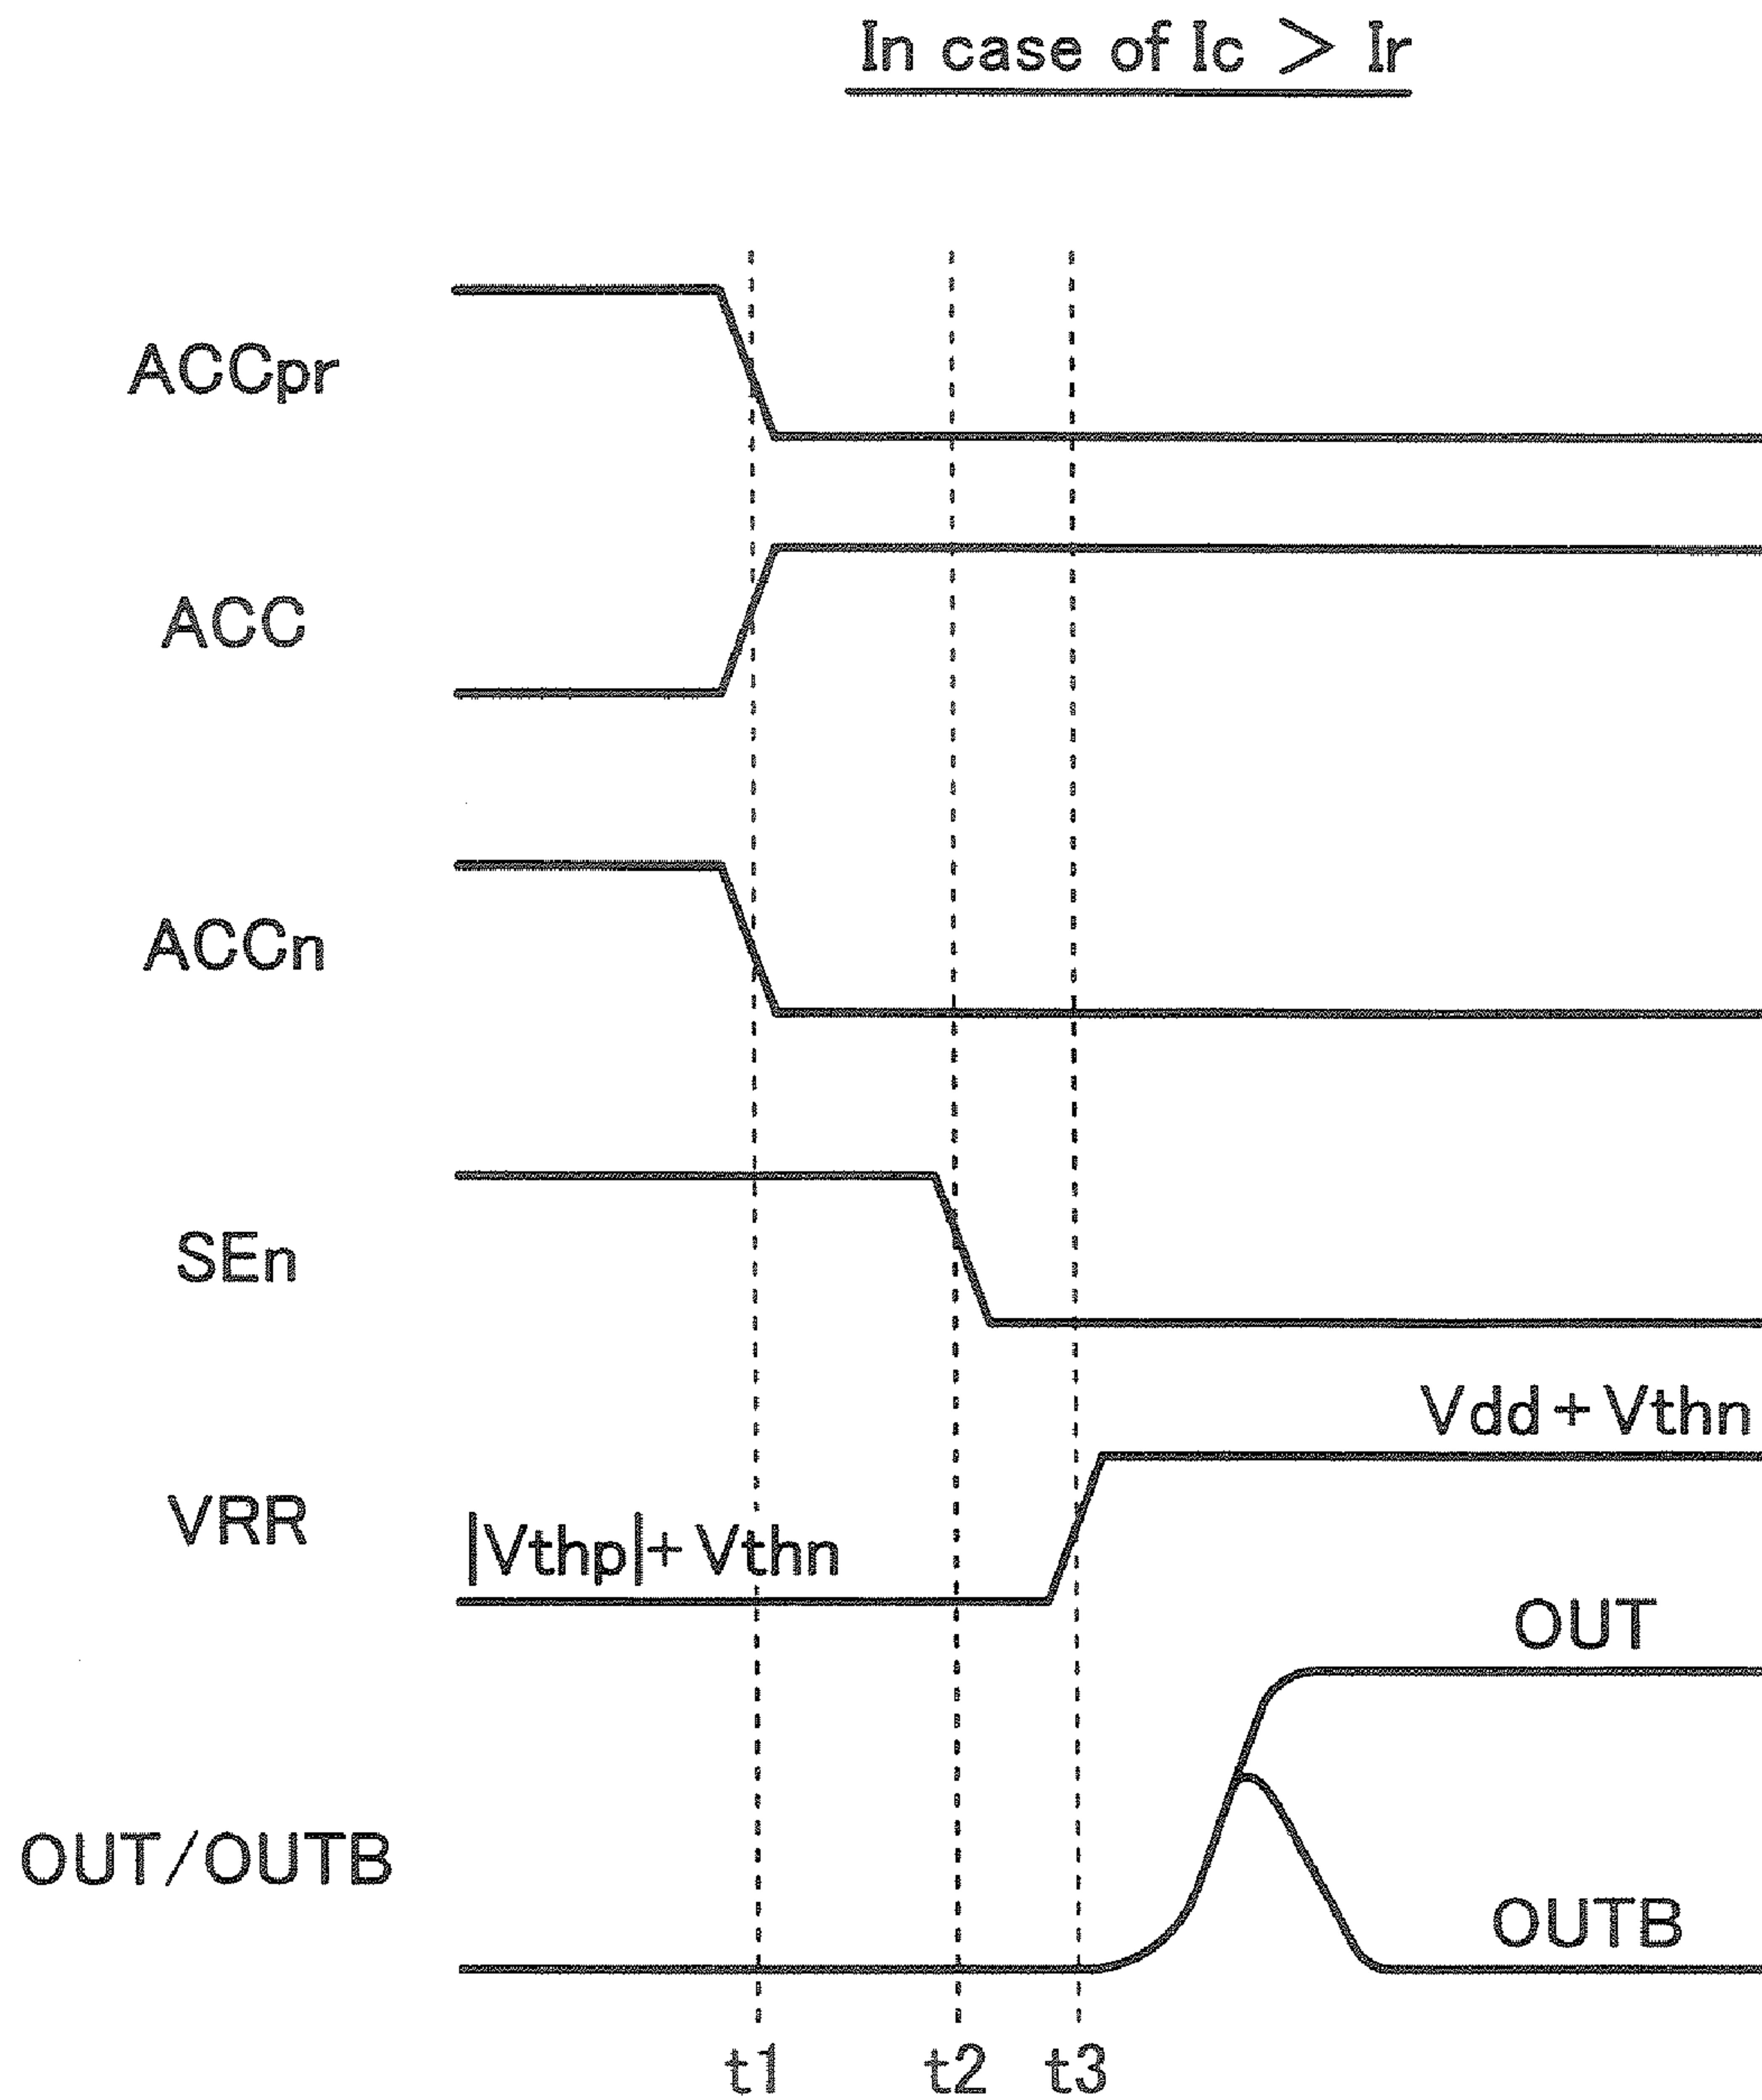 In case of Ic > Ir
ACCpr
ACC
ACCn
SEn
Vdd + Vthn
VRR
|Vthp|+ Vthn
OUT
OUT/OUTB
OUTB
t1 t2 t3